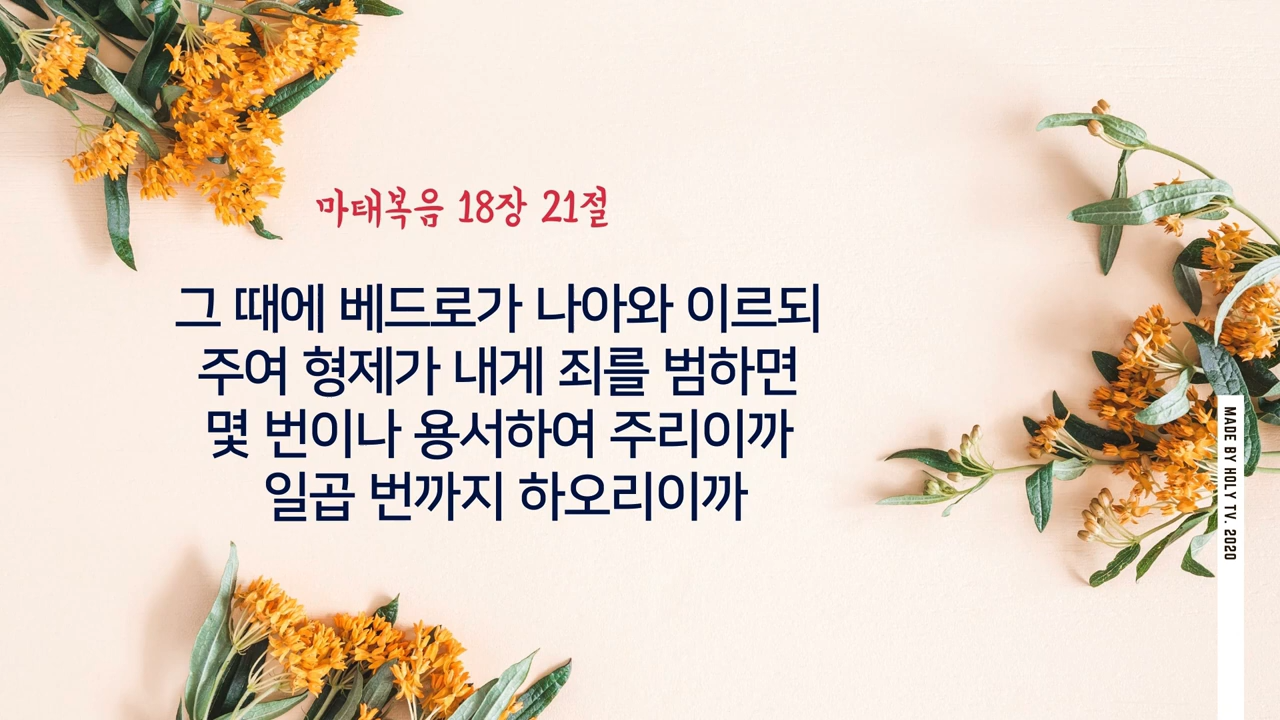 마태복음 18장 21절
그 때에 베드로가 나아와 이르되
주여 형제가 내게 죄를 범하면
몇 번이나 용서하여 주리이까
일곱 번까지 하오리이까
MADE BY HOLY TV. 2020